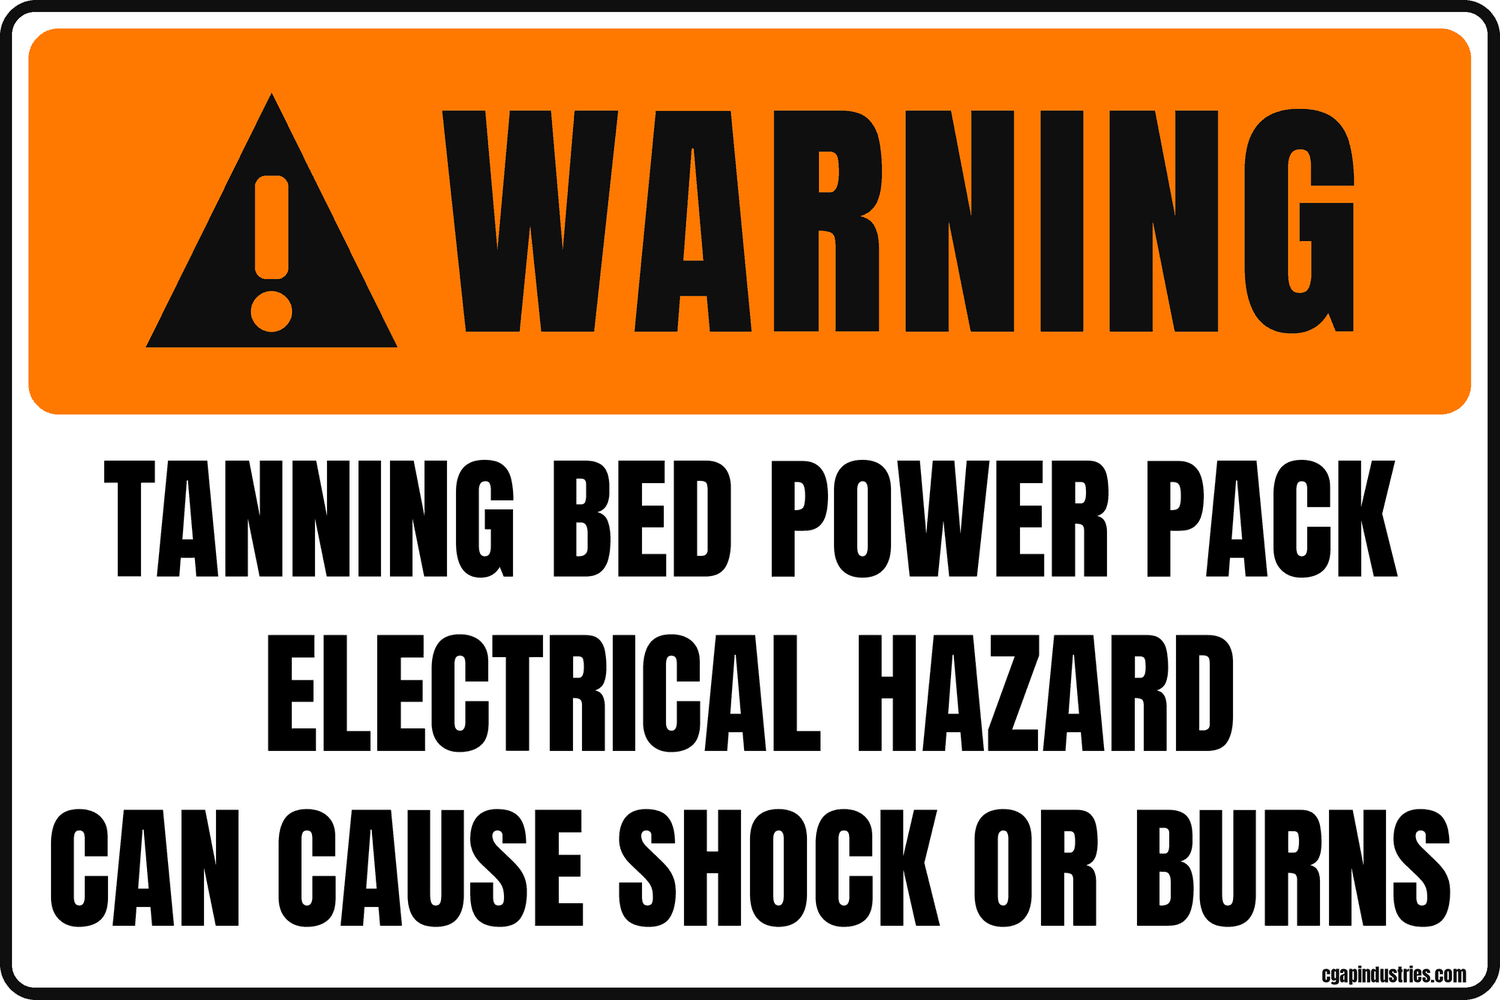 WARNING
TANNING BED POWER PACK
ELECTRICAL HAZARD
CAN CAUSE SHOCK OR BURNS
cgapindustries.com